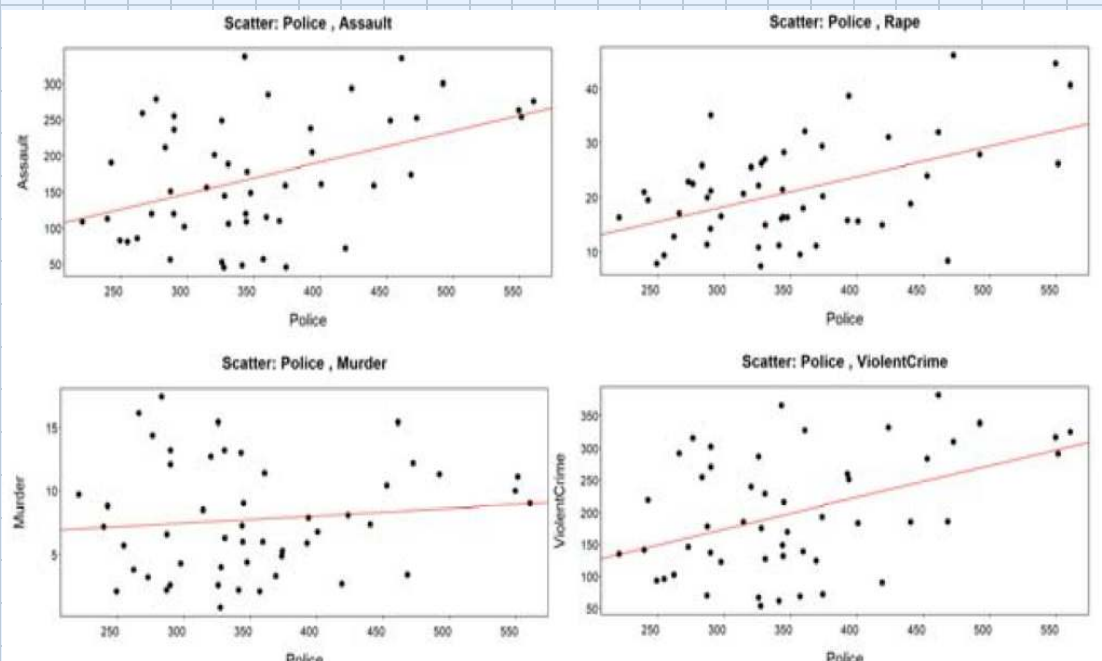 Scatter: Police , Assault
Assault
300
250
200
150
100
50
250 300 350 400 450 500 550
Police
Scatter: Police , Rape
40
30
20
10
250 300 350 400 450 500 550
Police
Scatter: Police , Murder
Murder
15
10
5
250 300 350 400 450 500 550
Police
Scatter: Police , ViolentCrime
ViolentCrime
350
300
250
200
150
100
50
250 300 350 400 450 500 550
Police